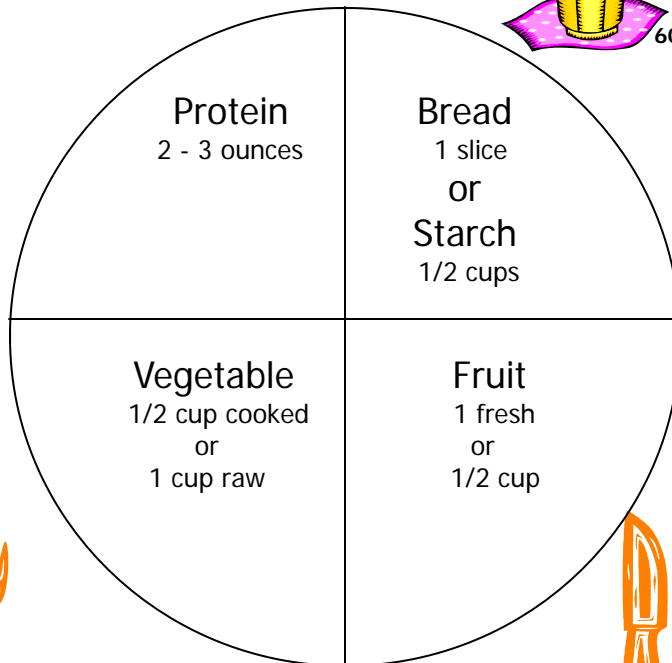 60
Protein
2 - 3 ounces
Bread
1 slice
or
Starch
1/2 cups
Vegetable
1/2 cup cooked
or
1 cup raw
Fruit
1 fresh
or
1/2 cup